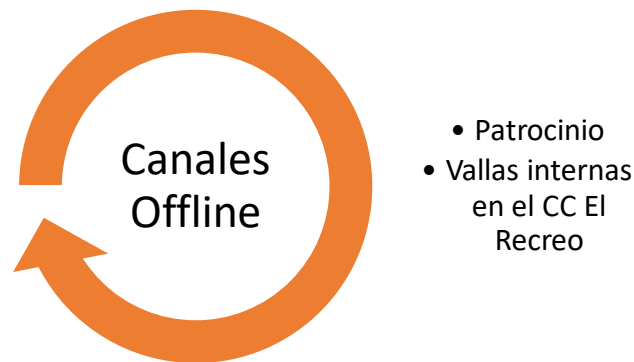 Canales
Offline
• Patrocinio
• Vallas internas
en el CC El
Recreo